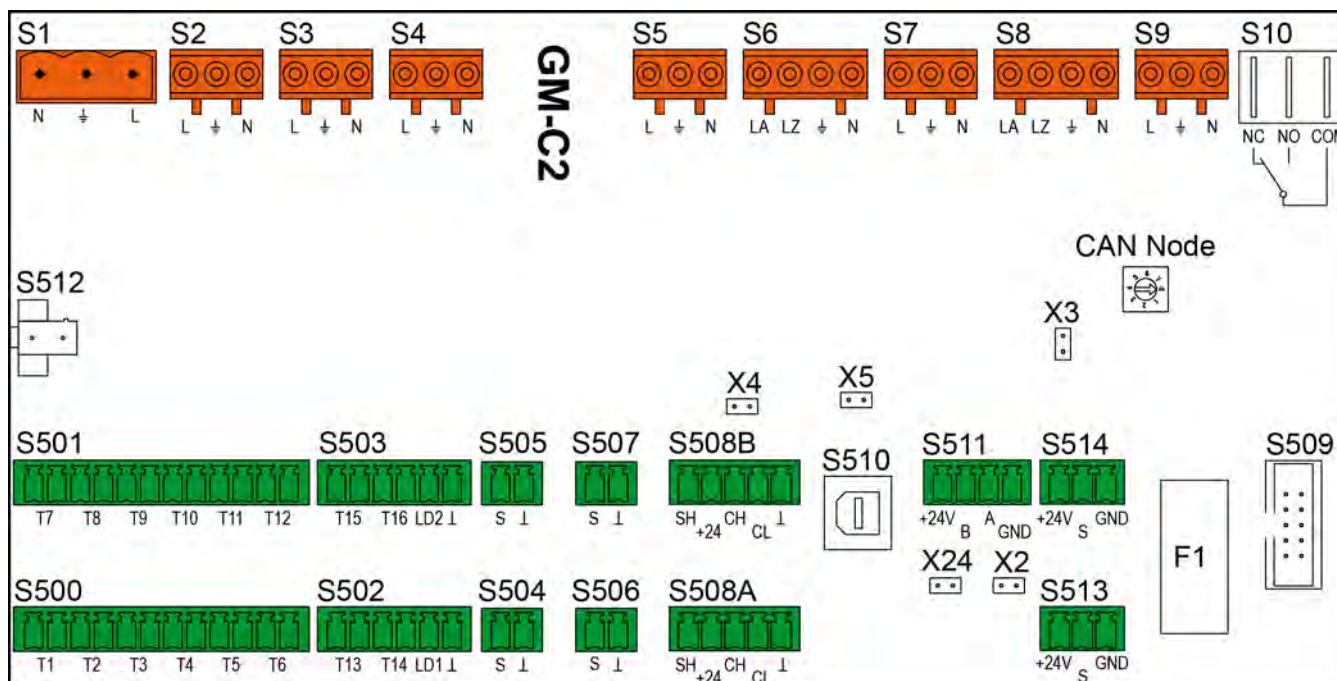 S1 S2 S3 S4 S5 S6 S7 S8 S9 S10
N ⏚ L L ⏚ N L ⏚ N L ⏚ N L ⏚ N LA LZ ⏚ N L ⏚ N LA LZ ⏚ N L ⏚ N NC NO COM
GM-C2
CAN Node
S512
X3
X4 X5
S501 S503 S505 S507 S508B S510 S511 S514 S509
T7 T8 T9 T10 T11 T12 T15 T16 LD2 ⊥ S ⊥ S ⊥ SH +24 CH CL ⊥ +24V B A GND +24V S GND
X24 X2
F1
S500 S502 S504 S506 S508A S513
T1 T2 T3 T4 T5 T6 T13 T14 LD1 ⊥ S ⊥ S ⊥ SH +24 CH CL ⊥ +24V S GND